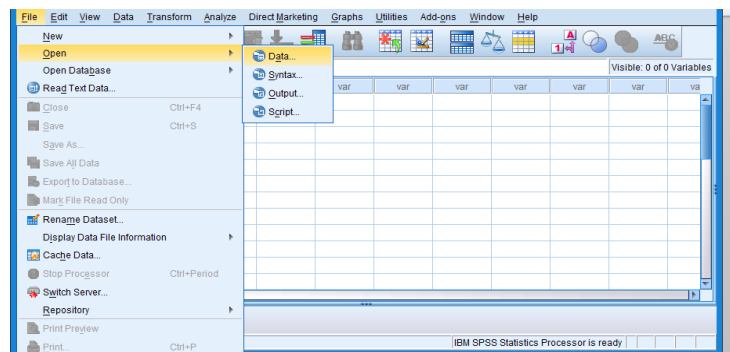 File Edit View Data Transform Analyze Direct Marketing Graphs Utilities Add-ons Window Help
New
Open
Data...
Open Database
Syntax...
Visible: 0 of 0 Variables
Read Text Data...
Output...
var var var var var var va
Close Ctrl+F4
Script...
Save Ctrl+S
Save As...
Save All Data
Export to Database...
Mark File Read Only
Rename Dataset...
Display Data File Information
Cache Data...
Stop Processor Ctrl+Period
Switch Server...
Repository
Print Preview
Print... Ctrl+P
IBM SPSS Statistics Processor is ready